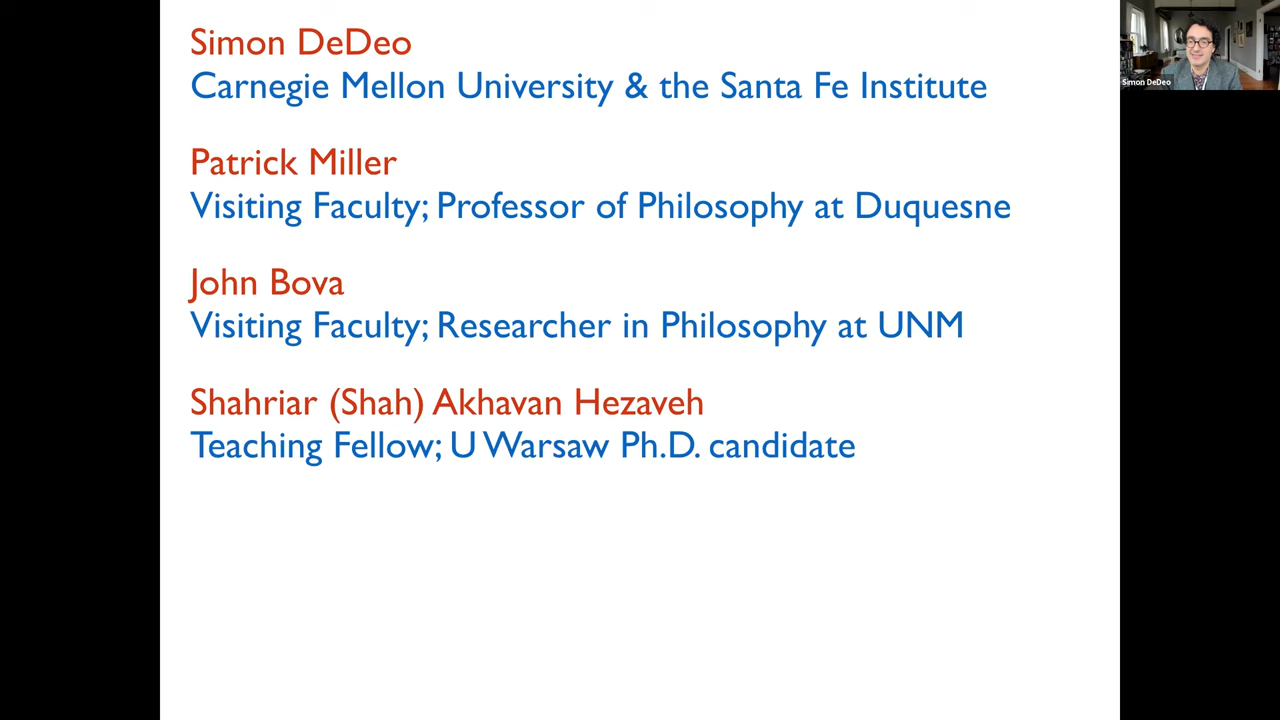 Simon DeDeo
Carnegie Mellon University & the Santa Fe Institute
Patrick Miller
Visiting Faculty; Professor of Philosophy at Duquesne
John Bova
Visiting Faculty; Researcher in Philosophy at UNM
Shahriar (Shah) Akhavan Hezaveh
Teaching Fellow; U Warsaw Ph.D. candidate
Simon DeDeo